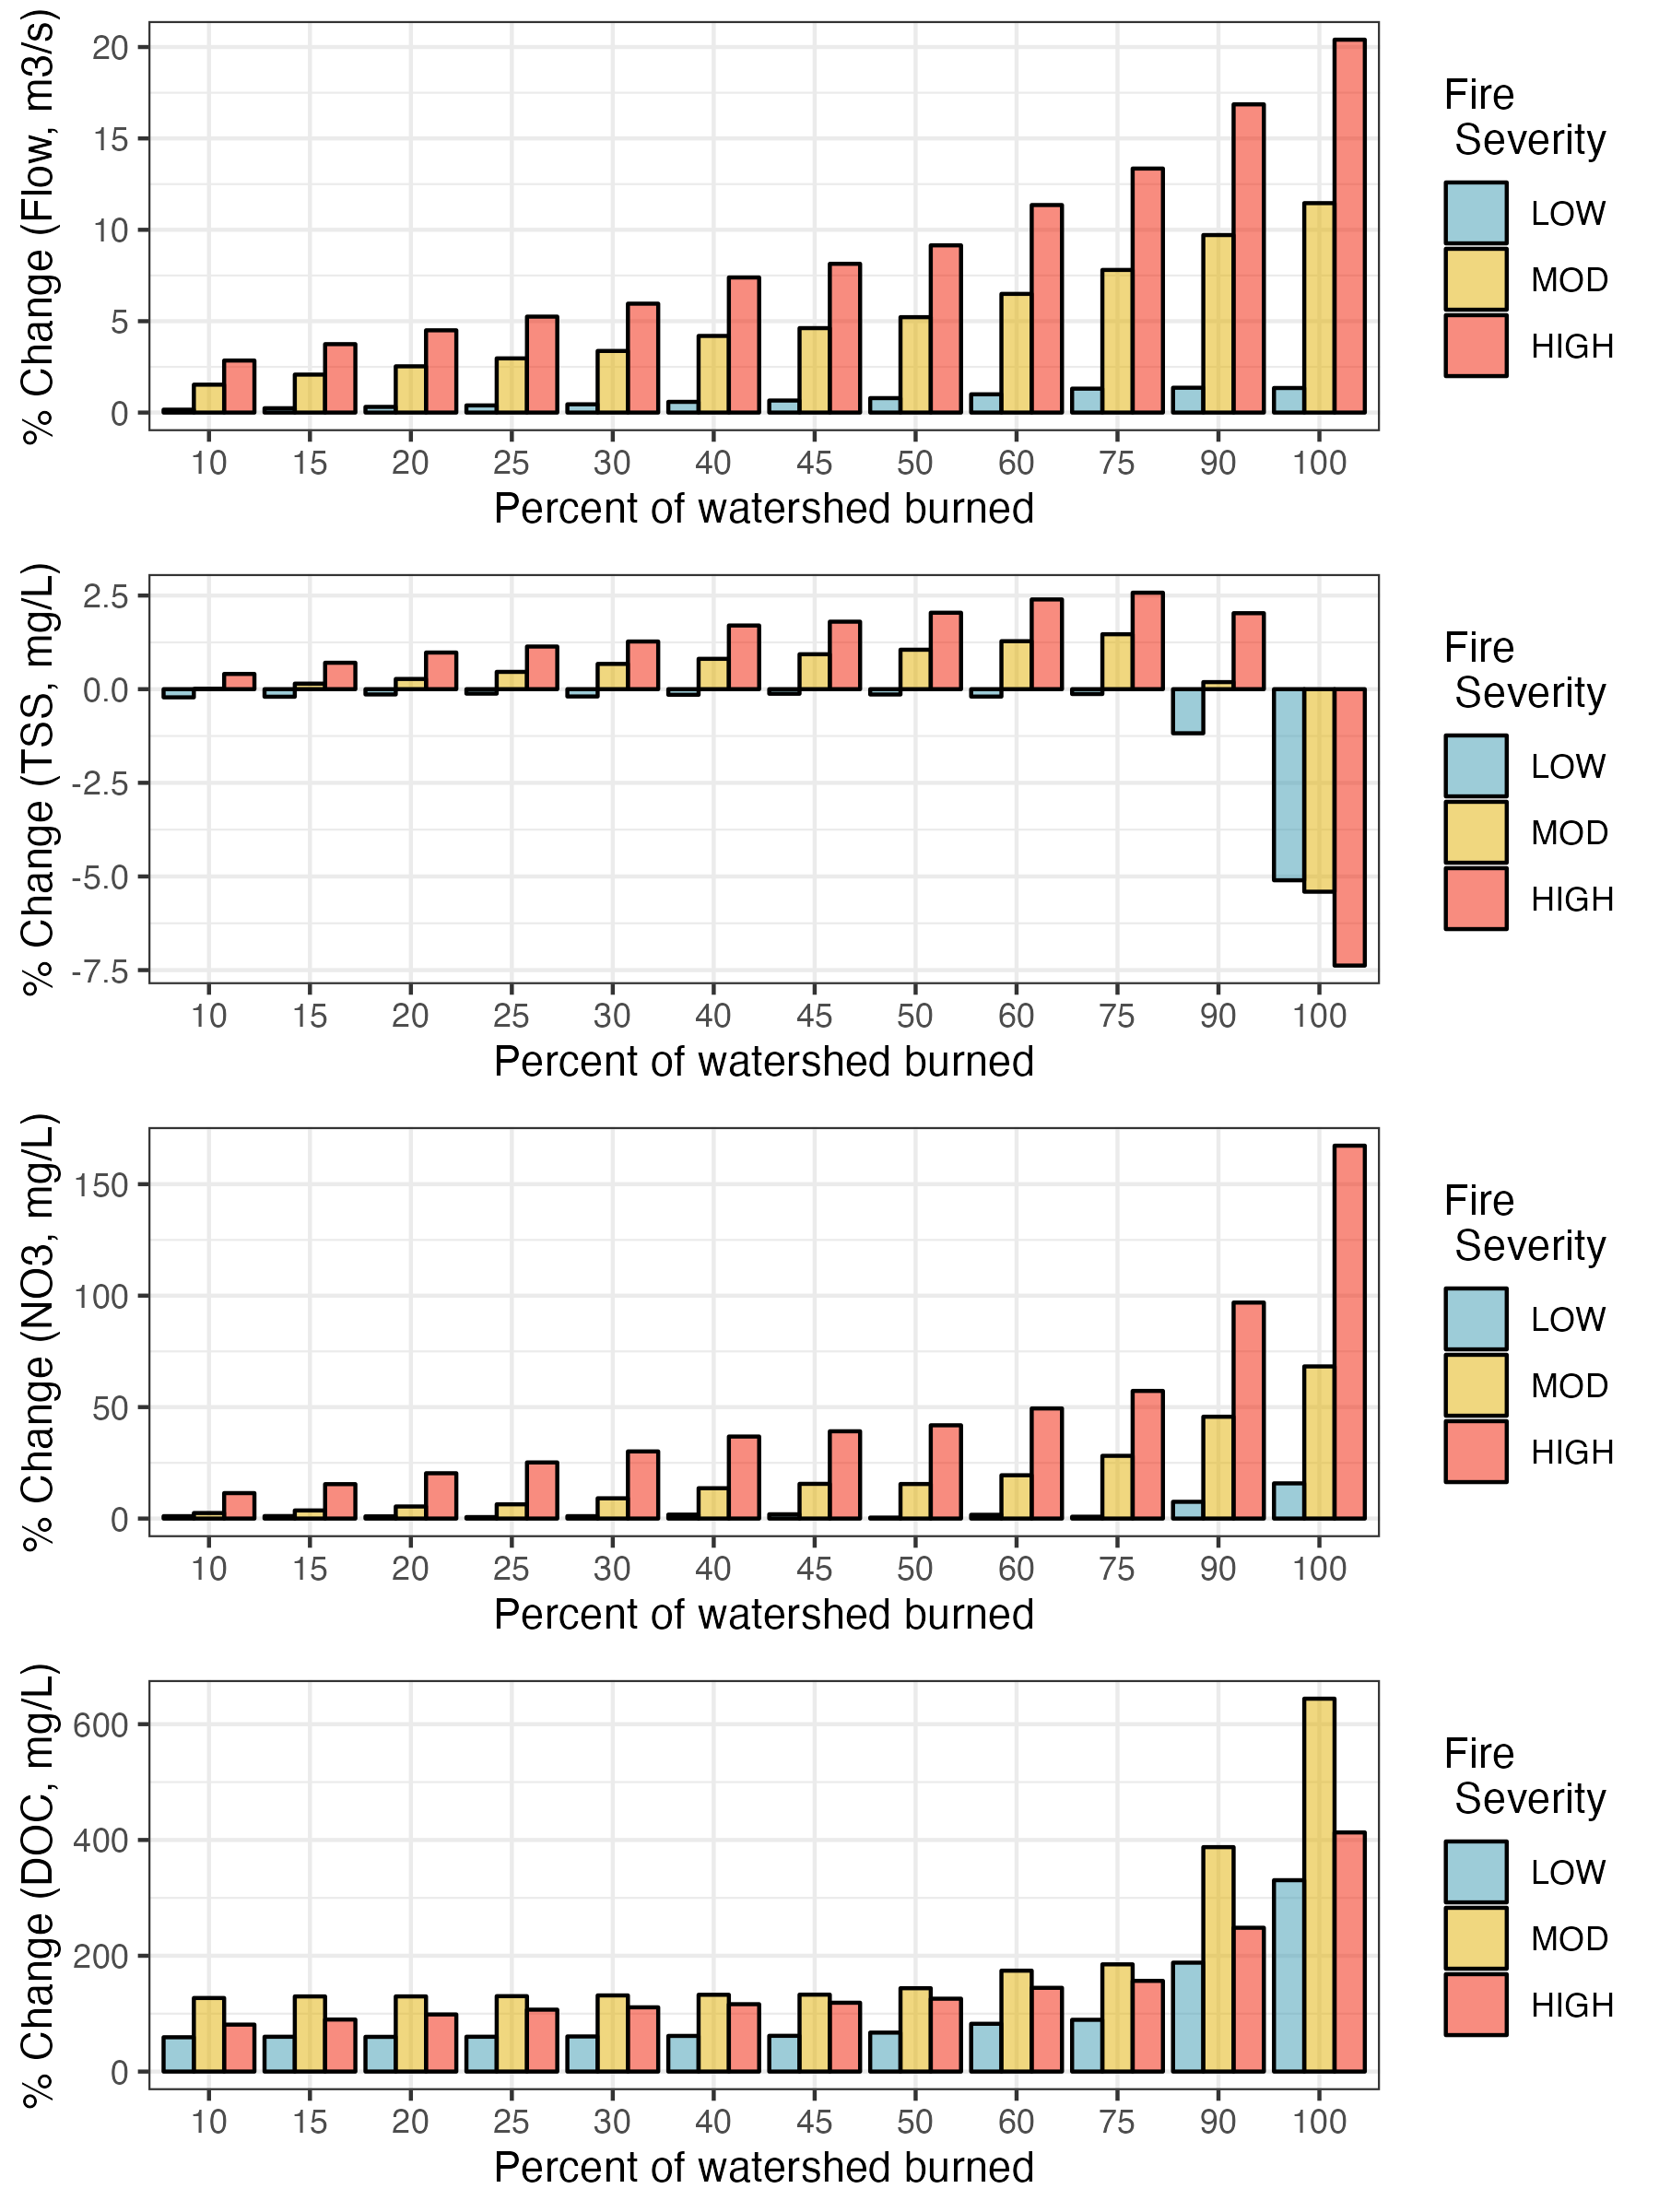 % Change (Flow, m3/s)
20
15
10
5
0
10 15 20 25 30 40 45 50 60 75 90 100
Percent of watershed burned
Fire
Severity
LOW
MOD
HIGH
% Change (TSS, mg/L)
2.5
0.0
-2.5
-5.0
-7.5
10 15 20 25 30 40 45 50 60 75 90 100
Percent of watershed burned
Fire
Severity
LOW
MOD
HIGH
% Change (NO3, mg/L)
150
100
50
0
10 15 20 25 30 40 45 50 60 75 90 100
Percent of watershed burned
Fire
Severity
LOW
MOD
HIGH
% Change (DOC, mg/L)
600
400
200
0
10 15 20 25 30 40 45 50 60 75 90 100
Percent of watershed burned
Fire
Severity
LOW
MOD
HIGH